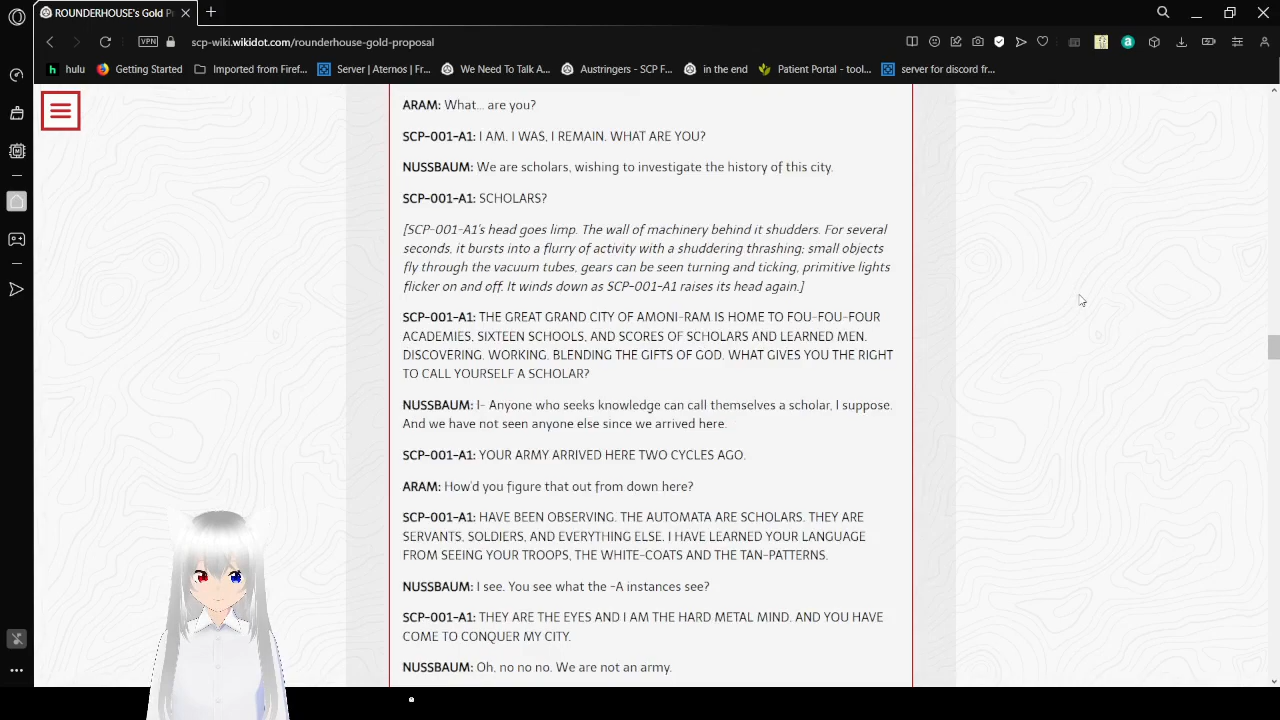 ROUNDERHOUSE's Gold P
scp-wiki.wikidot.com/rounderhouse-gold-proposal
VPN
hulu
Getting Started
Imported from Firef...
Server | Aternos | Fr...
We Need To Talk A...
Austringers - SCP F...
in the end
Patient Portal - tool...
server for discord fr...
ARAM: What... are you?
SCP-001-A1: I AM. I WAS, I REMAIN. WHAT ARE YOU?
NUSSBAUM: We are scholars, wishing to investigate the history of this city.
SCP-001-A1: SCHOLARS?
[SCP-001-A1's head goes limp. The wall of machinery behind it shudders. For several
seconds, it bursts into a flurry of activity with a shuddering thrashing; small objects
fly through the vacuum tubes, gears can be seen turning and ticking, primitive lights
flicker on and off. It winds down as SCP-001-A1 raises its head again.]
SCP-001-A1: THE GREAT GRAND CITY OF AMONI-RAM IS HOME TO FOU-FOU-FOUR
ACADEMIES, SIXTEEN SCHOOLS, AND SCORES OF SCHOLARS AND LEARNED MEN.
DISCOVERING. WORKING. BLENDING THE GIFTS OF GOD. WHAT GIVES YOU THE RIGHT
TO CALL YOURSELF A SCHOLAR?
NUSSBAUM: I- Anyone who seeks knowledge can call themselves a scholar, I suppose.
And we have not seen anyone else since we arrived here.
SCP-001-A1: YOUR ARMY ARRIVED HERE TWO CYCLES AGO.
ARAM: How'd you figure that out from down here?
SCP-001-A1: HAVE BEEN OBSERVING. THE AUTOMATA ARE SCHOLARS. THEY ARE
SERVANTS, SOLDIERS, AND EVERYTHING ELSE. I HAVE LEARNED YOUR LANGUAGE
FROM SEEING YOUR TROOPS, THE WHITE-COATS AND THE TAN-PATTERNS.
NUSSBAUM: I see. You see what the -A instances see?
SCP-001-A1: THEY ARE THE EYES AND I AM THE HARD METAL MIND. AND YOU HAVE
COME TO CONQUER MY CITY.
NUSSBAUM: Oh, no no no. We are not an army.